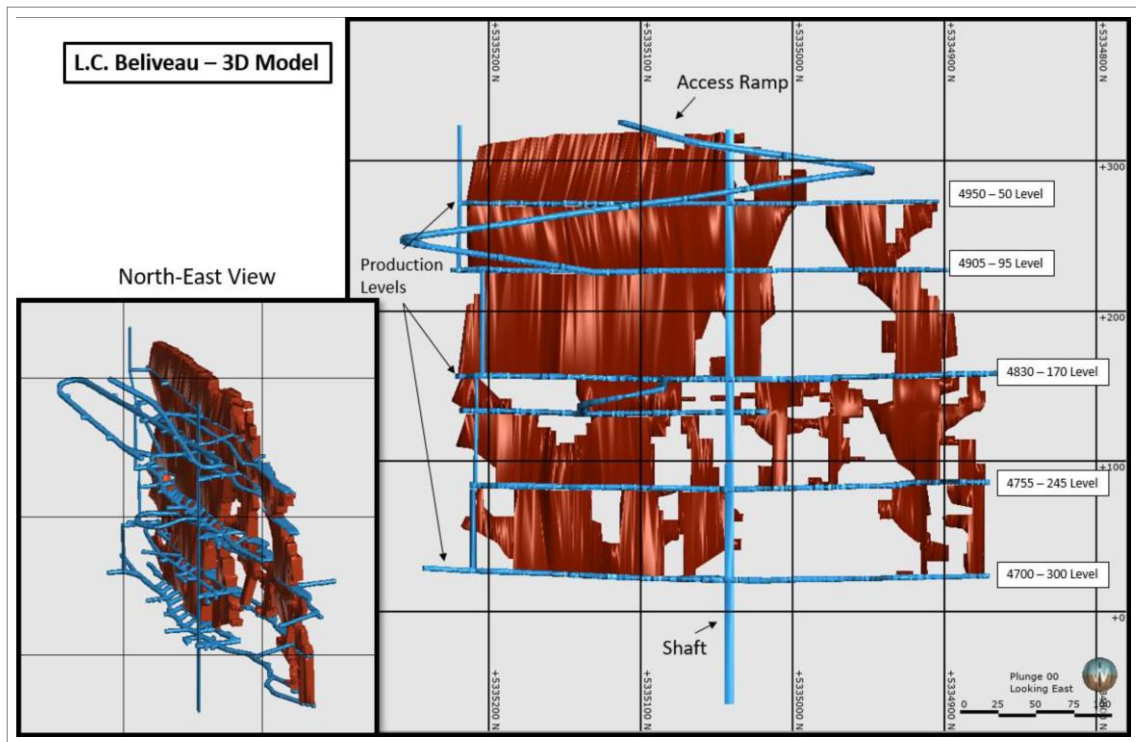 L.C. Beliveau – 3D Model
+5335200 N
+5335100 N
+5335000 N
+5334900 N
+5334800 N
Access Ramp
+300
4950 – 50 Level
Production
Levels
4905 – 95 Level
North-East View
+200
4830 – 170 Level
+100
4755 – 245 Level
4700 – 300 Level
+0
Shaft
+5335200 N
+5335100 N
+5335000 N
+5334900 N
Plunge 00
Looking East
0 25 50 75 100